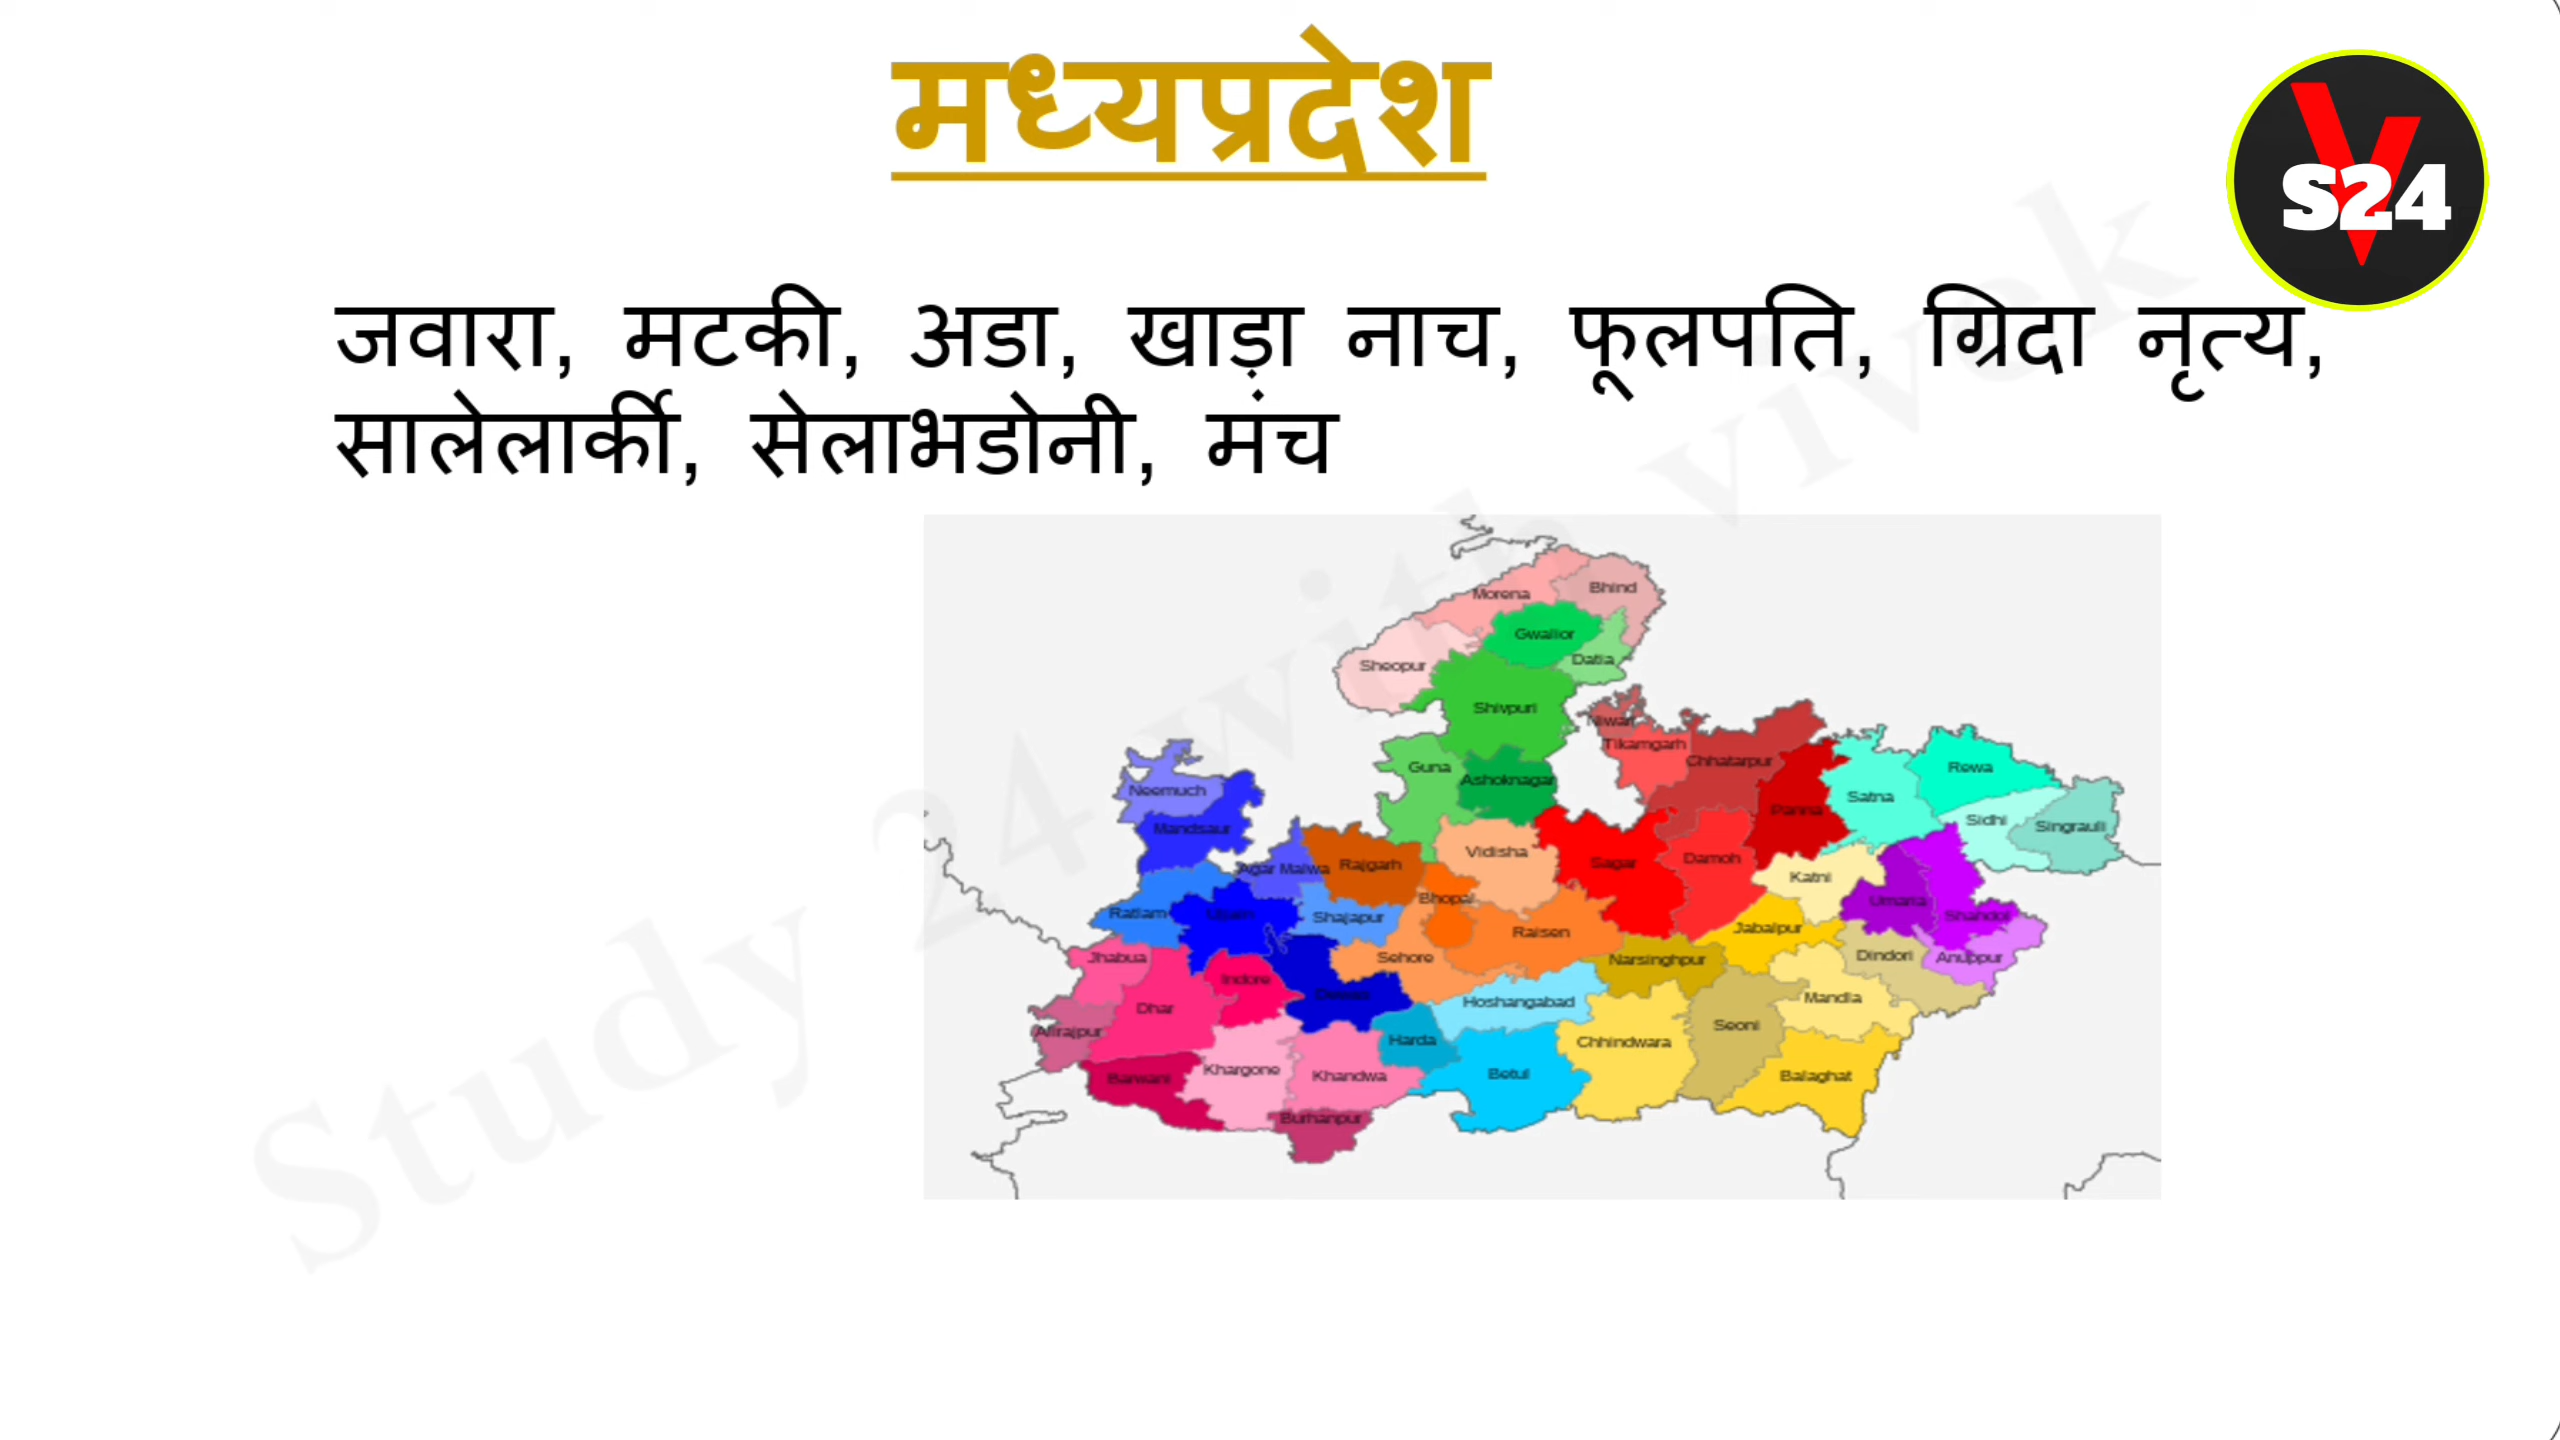 मध्यप्रदेश
S24
जवारा, मटकी, अडा, खाड़ा नाच, फूलपति, ग्रिदा नृत्य,
सालेलार्की, सेलाभडोनी, मंच
Study 24 with vivek
Morena
Bhind
Gwalior
Datia
Sheopur
Shivpuri
Niwari
Tikamgarh
Chhatarpur
Guna
Ashoknagar
Rewa
Neemuch
Panna
Satna
Mandsaur
Sidhi
Singrauli
Vidisha
Agar Malwa
Rajgarh
Sagar
Damoh
Katni
Bhopal
Umaria
Ratlam
Ujjain
Shajapur
Shahdol
Raisen
Jabalpur
Jhabua
Sehore
Narsinghpur
Dindori
Anuppur
Indore
Dewas
Hoshangabad
Mandla
Dhar
Alirajpur
Harda
Chhindwara
Seoni
Barwani
Khargone
Khandwa
Betul
Balaghat
Burhanpur